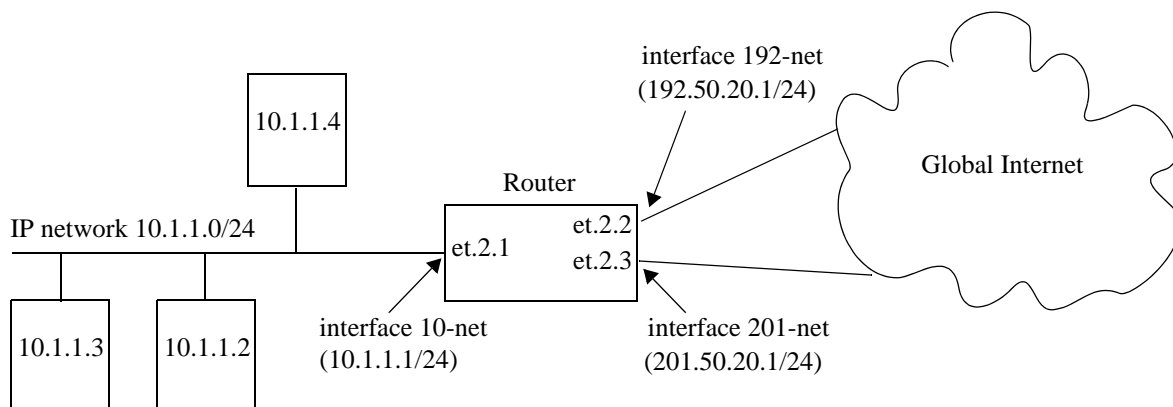 interface 192-net
(192.50.20.1/24)
10.1.1.4
Global Internet
Router
IP network 10.1.1.0/24
et.2.1
et.2.2
et.2.3
10.1.1.3
10.1.1.2
interface 10-net
(10.1.1.1/24)
interface 201-net
(201.50.20.1/24)